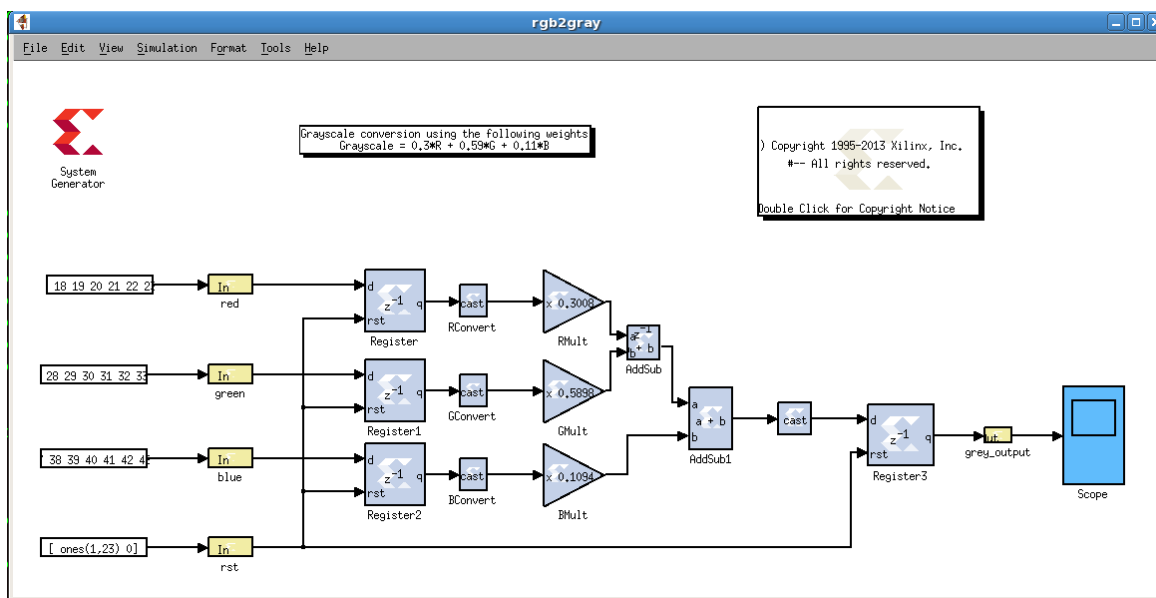 rgb2gray
File Edit View Simulation Format Tools Help
System
Generator
Grayscale conversion using the following weights
Grayscale = 0.3*R + 0.59*G + 0.11*B
) Copyright 1995-2013 Xilinx, Inc.
#-- All rights reserved.
Double Click for Copyright Notice
18 19 20 21 22 2
In
red
d
z-1
q
rst
Register
cast
RConvert
x 0.3008
RMult
28 29 30 31 32 33
In
green
d
z-1
q
rst
Register1
cast
GConvert
x 0.5898
GMult
a
z-1
b
+ b
AddSub
38 39 40 41 42 4
In
blue
d
z-1
q
rst
Register2
cast
BConvert
x 0.1094
BMult
a
a + b
b
AddSub1
cast
d
z-1
q
rst
Register3
ut
grey_output
Scope
[ ones(1,23) 0]
In
rst